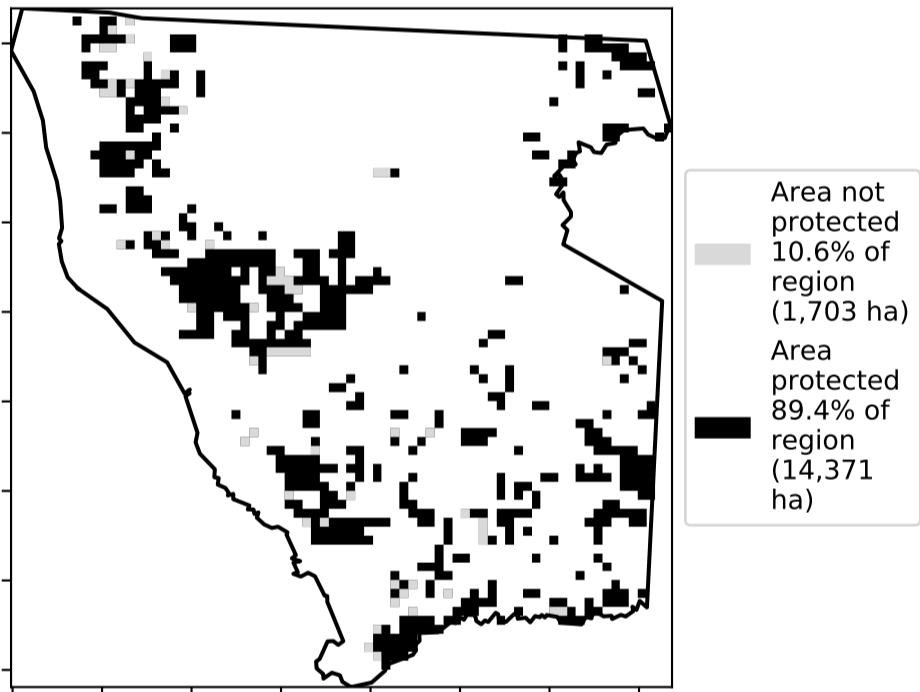 Area not
protected
10.6% of
region
(1,703 ha)
Area
protected
89.4% of
region
(14,371
ha)